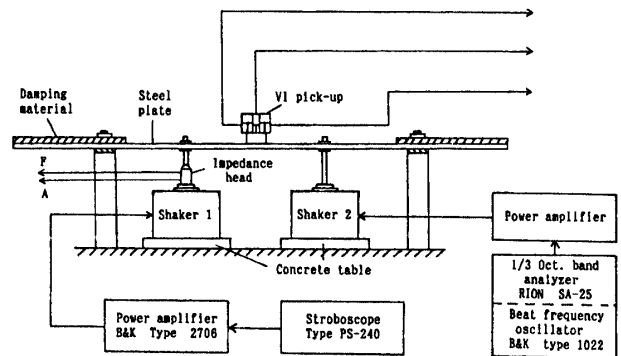 VI pick-up
Damping
material
Steel
plate
F
A
Impedance
head
Shaker 1
Shaker 2
Power amplifier
Concrete table
1/3 Oct. band
analyzer
RION SA-25
Beat frequency
oscillator
B&K type 1022
Power amplifier
B&K Type 2706
Stroboscope
Type PS-240